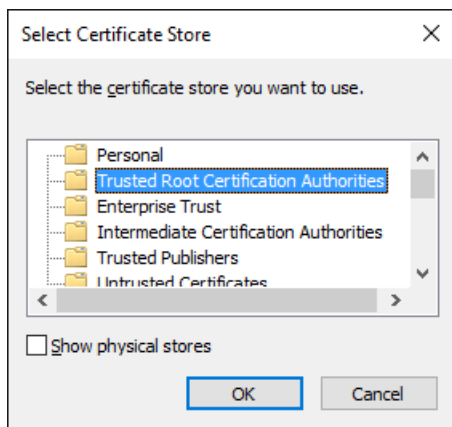 Select Certificate Store
Select the certificate store you want to use.
Personal
Trusted Root Certification Authorities
Enterprise Trust
Intermediate Certification Authorities
Trusted Publishers
Untrusted Certificates
Show physical stores
OK
Cancel